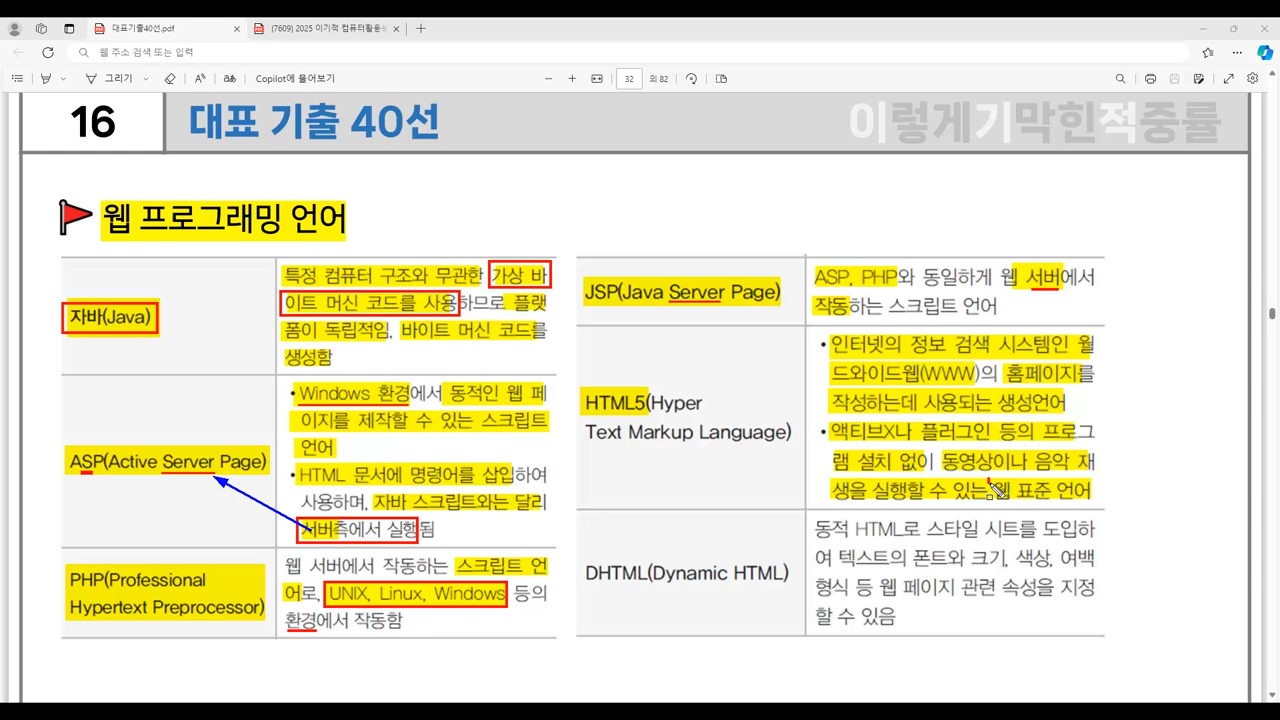 대표기출40선.pdf
(7609) 2025 이기적 컴퓨터활용능
웹 주소 검색 또는 입력
그리기
aあ
Copilot에 물어보기
32
외 82
16
대표 기출 40선
이렇게기막힌적중률
웹 프로그래밍 언어
자바(Java)
특정 컴퓨터 구조와 무관한 가상 바
이트 머신 코드를 사용하므로 플랫
폼이 독립적임, 바이트 머신 코드를
생성함
ASP(Active Server Page)
• Windows 환경에서 동적인 웹 페
이지를 제작할 수 있는 스크립트
언어
• HTML 문서에 명령어를 삽입하여
사용하며, 자바 스크립트와는 달리
서버측에서 실행됨
PHP(Professional
Hypertext Preprocessor)
웹 서버에서 작동하는 스크립트 언
어로, UNIX, Linux, Windows 등의
환경에서 작동함
JSP(Java Server Page)
ASP, PHP와 동일하게 웹 서버에서
작동하는 스크립트 언어
HTML5(Hyper
Text Markup Language)
• 인터넷의 정보 검색 시스템인 월
드와이드웹(WWW)의 홈페이지를
작성하는데 사용되는 생성언어
• 액티브X나 플러그인 등의 프로그
램 설치 없이 동영상이나 음악 재
생을 실행할 수 있는 웹 표준 언어
DHTML(Dynamic HTML)
동적 HTML로 스타일 시트를 도입하
여 텍스트의 폰트와 크기, 색상, 여백
형식 등 웹 페이지 관련 속성을 지정
할 수 있음